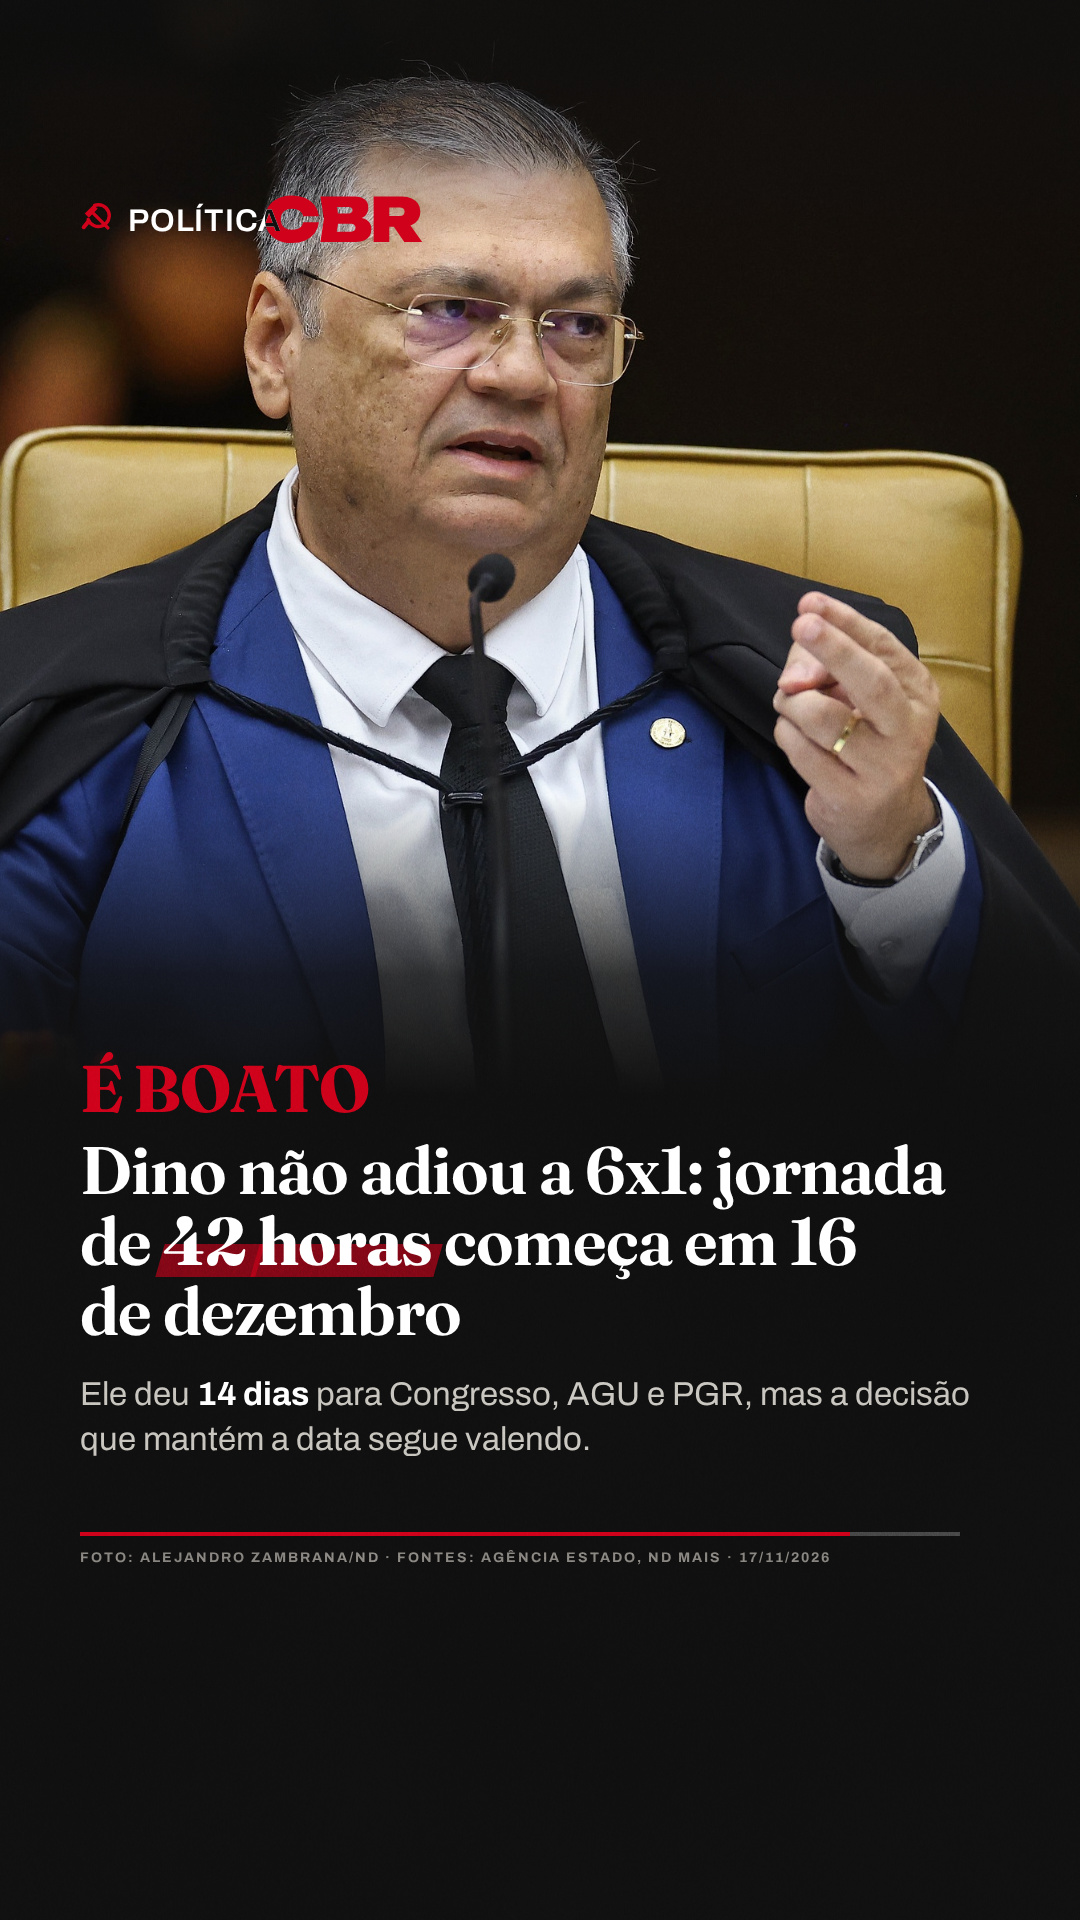 POLÍTICA CBR
É BOATO
Dino não adiou a 6x1: jornada
de 42 horas começa em 16
de dezembro
Ele deu 14 dias para Congresso, AGU e PGR, mas a decisão
que mantém a data segue valendo.
FOTO: ALEJANDRO ZAMBRANA/ND · FONTES: AGÊNCIA ESTADO, ND MAIS · 17/11/2026